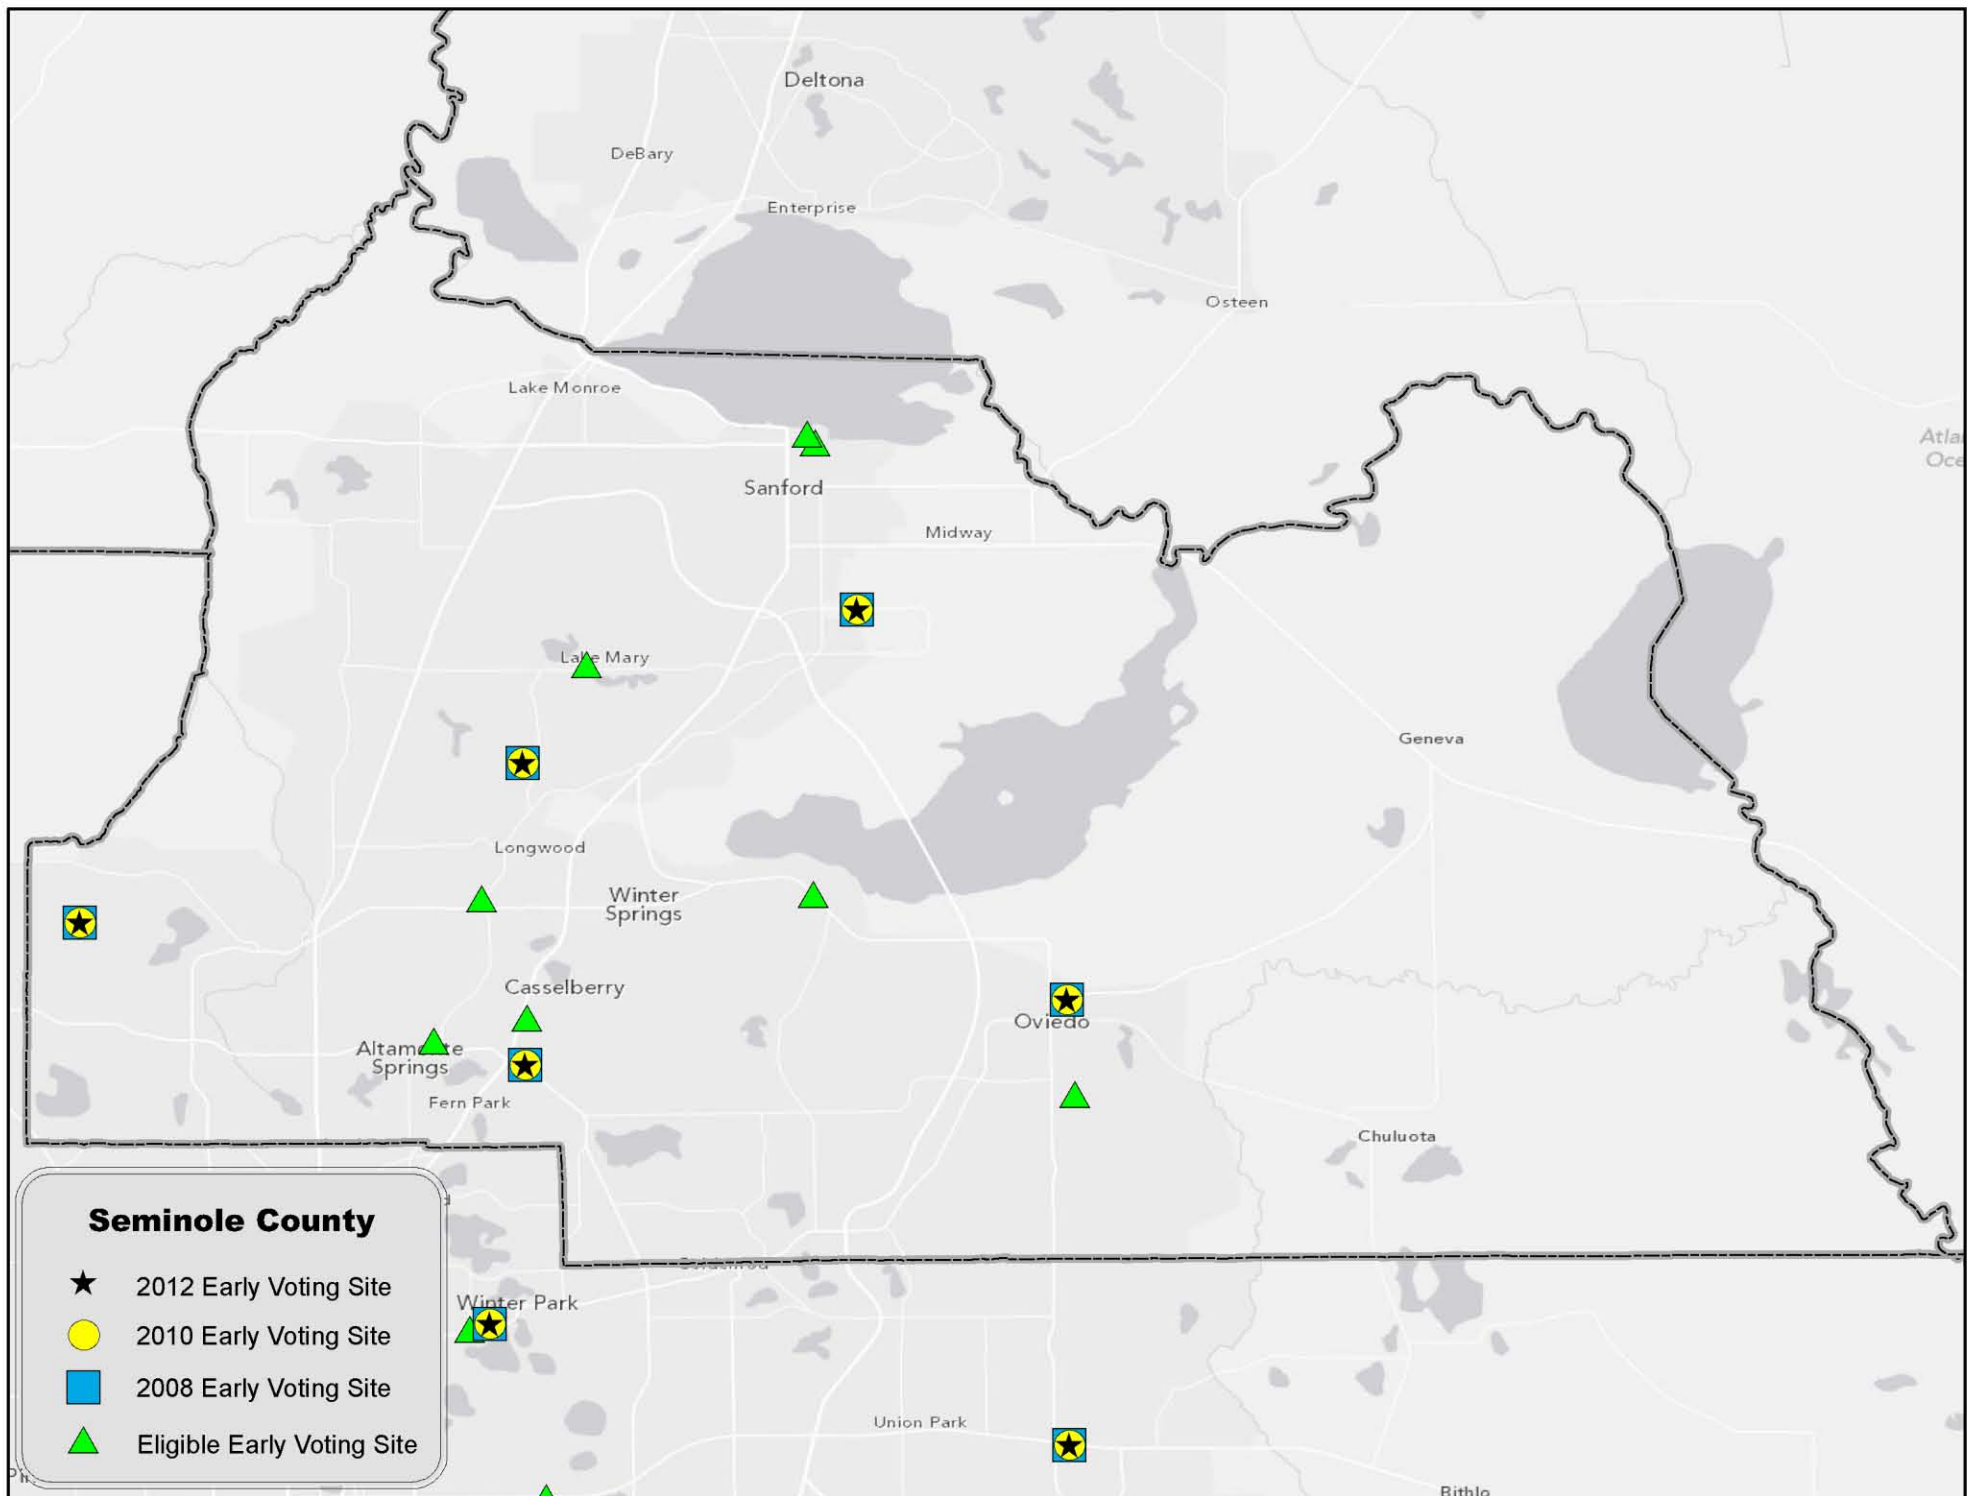 Deltona
DeBary
Enterprise
Osteen
Lake Monroe
Atla
Oce
Sanford
Midway
Lake Mary
Geneva
Longwood
Winter
Springs
Casselberry
Oviedo
Altamonte
Springs
Fern Park
Chuluota
Seminole County
2012 Early Voting Site
2010 Early Voting Site
2008 Early Voting Site
Eligible Early Voting Site
Winter Park
Union Park
Bithlo